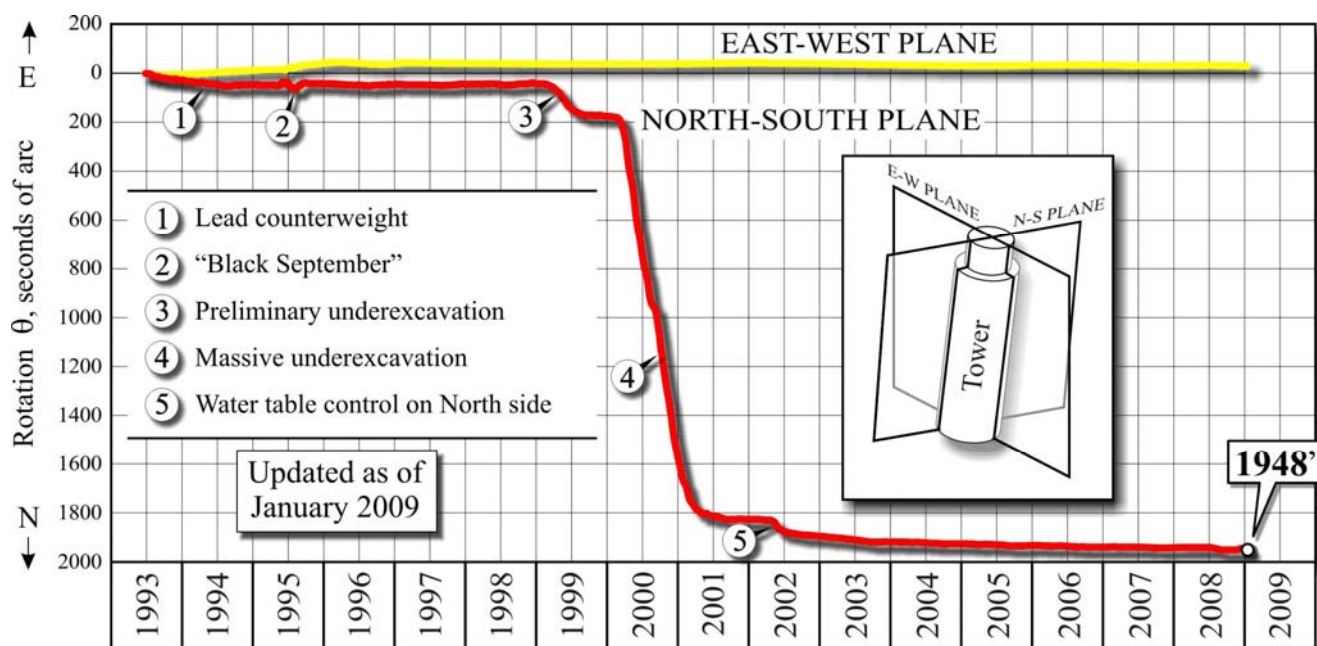 200
E
0
200
400
600
800
1000
1200
1400
1600
1800
2000
N
Rotation θ, seconds of arc
EAST-WEST PLANE
NORTH-SOUTH PLANE
1
2
3
4
5
1 Lead counterweight
2 “Black September”
3 Preliminary underexcavation
4 Massive underexcavation
5 Water table control on North side
Updated as of
January 2009
E-W PLANE
N-S PLANE
Tower
1948’
1993
1994
1995
1996
1997
1998
1999
2000
2001
2002
2003
2004
2005
2006
2007
2008
2009